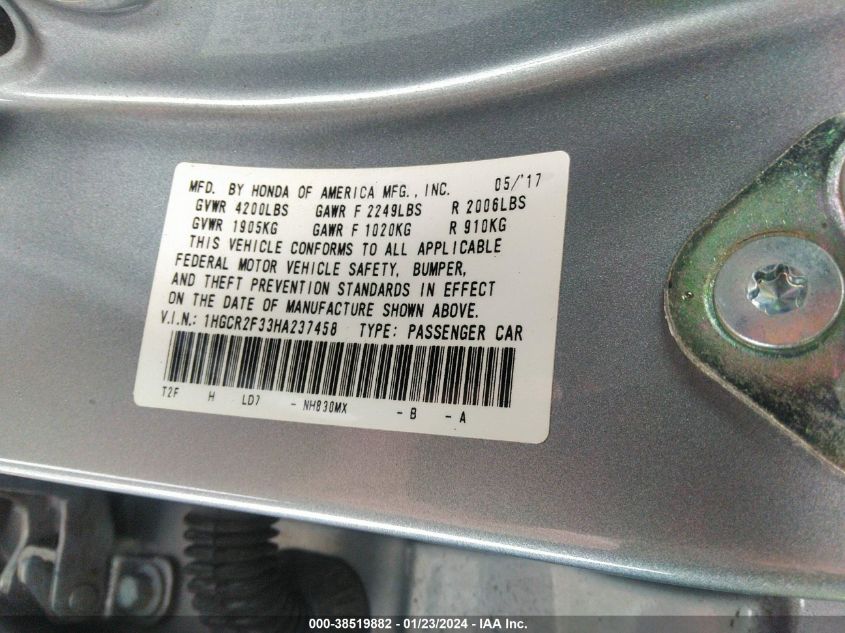 MFD. BY HONDA OF AMERICA MFG., INC. 05/'17
GVWR 4200LBS GAWR F 2249LBS R 2006LBS
GVWR 1905KG GAWR F 1020KG R 910KG
THIS VEHICLE CONFORMS TO ALL APPLICABLE
FEDERAL MOTOR VEHICLE SAFETY, BUMPER,
AND THEFT PREVENTION STANDARDS IN EFFECT
ON THE DATE OF MANUFACTURE SHOWN ABOVE.
V.I.N.: 1HGCR2F33HA237458 TYPE: PASSENGER CAR
T2F H LD7 - NH830MX - B - A
000-38519882 - 01/23/2024 - IAA Inc.